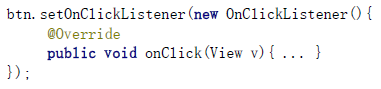 btn.setOnClickListener(new OnClickListener(){
    @Override
    public void onClick(View v){ ... }
});